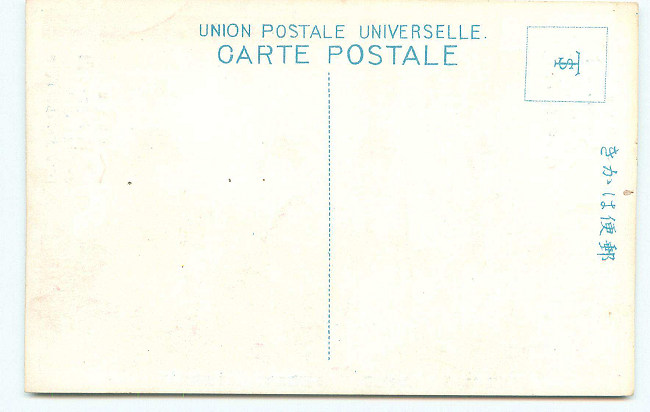 UNION POSTALE UNIVERSELLE.
CARTE POSTALE
郵便はがき